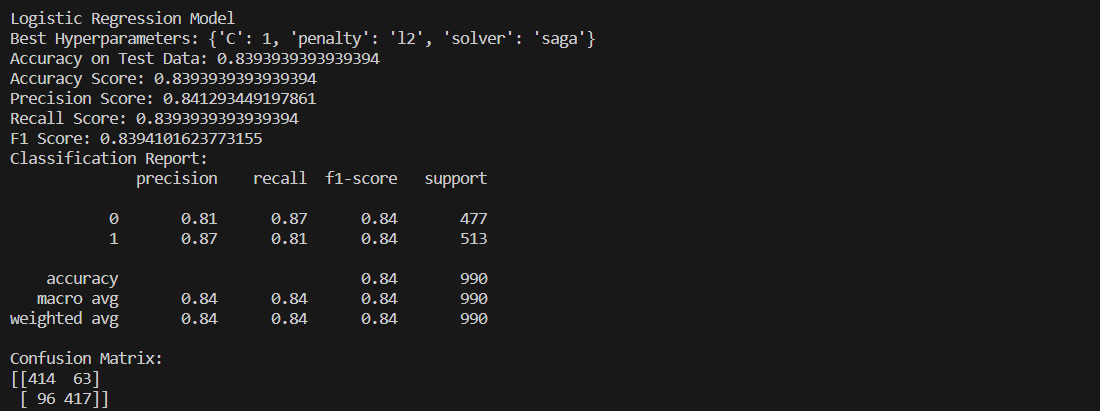 Logistic Regression Model
Best Hyperparameters: {'C': 1, 'penalty': 'l2', 'solver': 'saga'}
Accuracy on Test Data: 0.8393939393939394
Accuracy Score: 0.8393939393939394
Precision Score: 0.841293449197861
Recall Score: 0.8393939393939394
F1 Score: 0.8394101623773155
Classification Report:
              precision    recall  f1-score   support

           0       0.81      0.87      0.84       477
           1       0.87      0.81      0.84       513

    accuracy                           0.84       990
   macro avg       0.84      0.84      0.84       990
weighted avg       0.84      0.84      0.84       990

Confusion Matrix:
[[414  63]
 [ 96 417]]